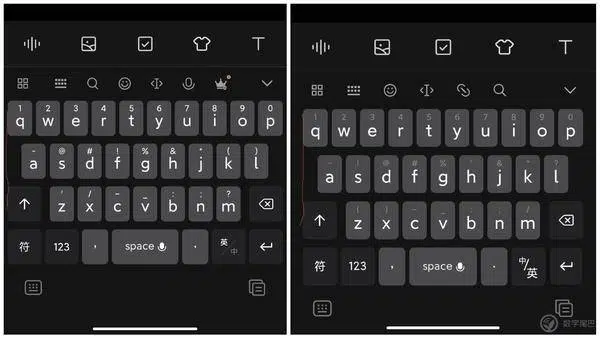 T
1 2 3 4 5 6 7 8 9 0
q w e r t y u i o p
- @ # ! % & * ( )
a s d f g h j k l
z x c v b n m
符 123 , space . 英/中
T
1 2 3 4 5 6 7 8 9 0
q w e r t y u i o p
a s d f g h j k l
z x c v b n m
符 123 , space . 中/英
数字尾巴